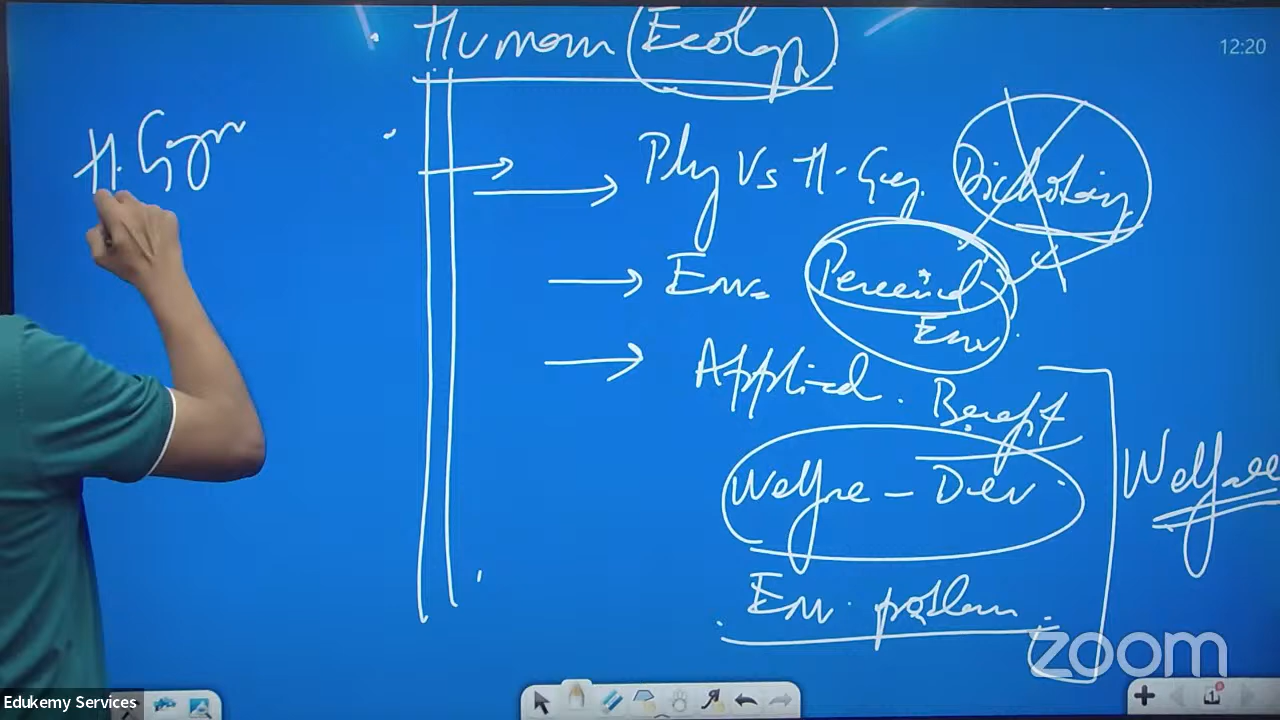 Human Ecology
12:20
H. Geogr
Phy Vs H. Geog. Dichotomy
Env. Perceived
Env.
Applied. Benefit
Welfare - Dev.
Welfare
Env. problem.
zoom
Edukemy Services
1